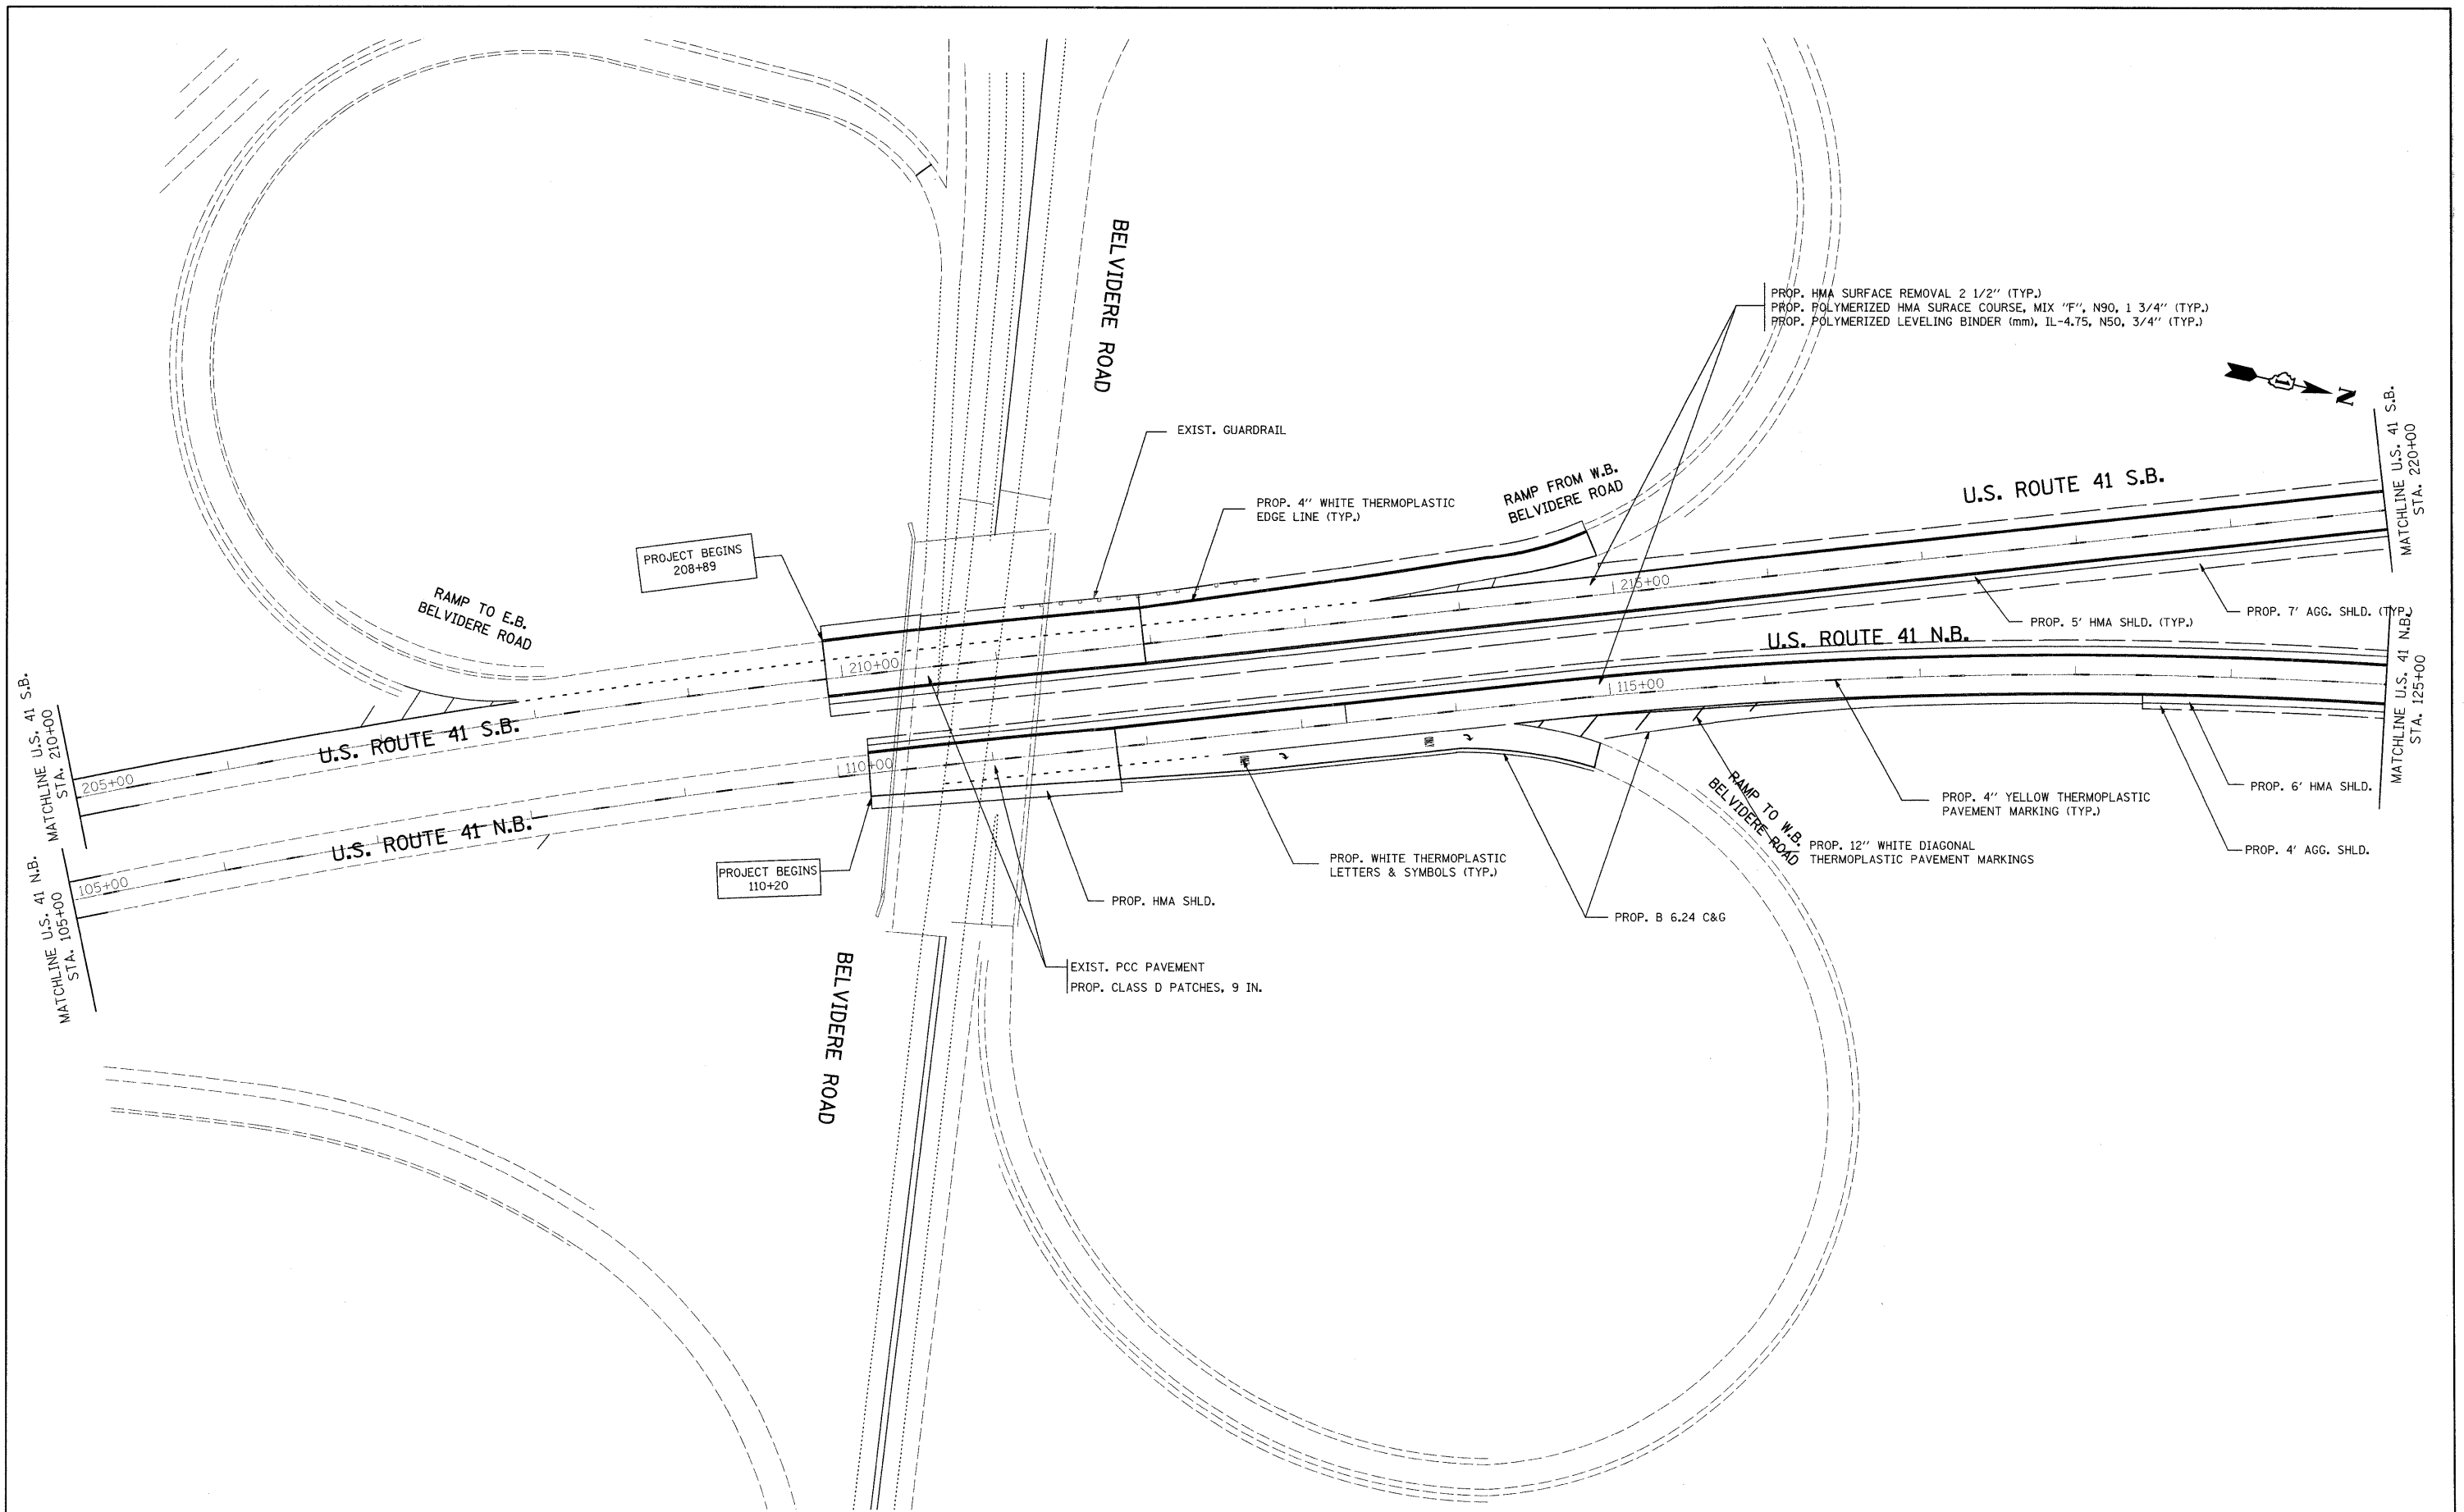 BELVIDERE ROAD
PROP. HMA SURFACE REMOVAL 2 1/2" (TYP.)
PROP. POLYMERIZED HMA SURACE COURSE, MIX "F", N90, 1 3/4" (TYP.)
PROP. POLYMERIZED LEVELING BINDER (mm), IL-4.75, N50, 3/4" (TYP.)
N
EXIST. GUARDRAIL
PROP. 4" WHITE THERMOPLASTIC
EDGE LINE (TYP.)
RAMP FROM W.B.
BELVIDERE ROAD
U.S. ROUTE 41 S.B.
MATCHLINE U.S. 41 S.B.
STA. 220+00
PROJECT BEGINS
208+89
RAMP TO E.B.
BELVIDERE ROAD
215+00
PROP. 7' AGG. SHLD. (TYP.)
PROP. 5' HMA SHLD. (TYP.)
U.S. ROUTE 41 N.B.
210+00
115+00
MATCHLINE U.S. 41 N.B.
STA. 125+00
MATCHLINE U.S. 41 S.B.
STA. 210+00
205+00
U.S. ROUTE 41 S.B.
110+00
PROP. 6' HMA SHLD.
PROP. 4" YELLOW THERMOPLASTIC
PAVEMENT MARKING (TYP.)
RAMP TO W.B.
BELVIDERE ROAD
PROP. 12" WHITE DIAGONAL
THERMOPLASTIC PAVEMENT MARKINGS
PROP. 4' AGG. SHLD.
U.S. ROUTE 41 N.B.
105+00
MATCHLINE U.S. 41 N.B.
STA. 105+00
PROJECT BEGINS
110+20
PROP. WHITE THERMOPLASTIC
LETTERS & SYMBOLS (TYP.)
PROP. HMA SHLD.
PROP. B 6.24 C&G
EXIST. PCC PAVEMENT
PROP. CLASS D PATCHES, 9 IN.
BELVIDERE ROAD